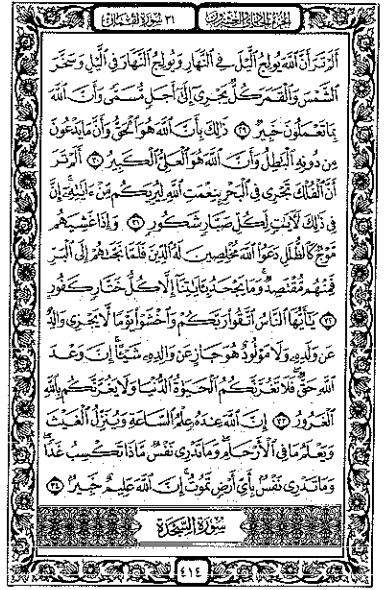 الجزء الحادي والعشرون
٣١ سورة لقمان
أَلَمْ تَرَ أَنَّ ٱللَّهَ يُولِجُ ٱلَّيْلَ فِى ٱلنَّهَارِ وَيُولِجُ ٱلنَّهَارَ فِى ٱلَّيْلِ وَسَخَّرَ
ٱلشَّمْسَ وَٱلْقَمَرَ كُلٌّ يَجْرِىٓ إِلَىٰٓ أَجَلٍ مُّسَمًّى وَأَنَّ ٱللَّهَ
بِمَا تَعْمَلُونَ خَبِيرٌ ٢٩ ذَٰلِكَ بِأَنَّ ٱللَّهَ هُوَ ٱلْحَقُّ وَأَنَّ مَا يَدْعُونَ
مِن دُونِهِ ٱلْبَٰطِلُ وَأَنَّ ٱللَّهَ هُوَ ٱلْعَلِىُّ ٱلْكَبِيرُ ٣٠ أَلَمْ تَرَ
أَنَّ ٱلْفُلْكَ تَجْرِى فِى ٱلْبَحْرِ بِنِعْمَتِ ٱللَّهِ لِيُرِيَكُم مِّنْ ءَايَٰتِهِۦٓ إِنَّ
فِى ذَٰلِكَ لَءَايَٰتٍ لِّكُلِّ صَبَّارٍ شَكُورٍ ٣١ وَإِذَا غَشِيَهُم
مَّوْجٌ كَٱلظُّلَلِ دَعَوُا۟ ٱللَّهَ مُخْلِصِينَ لَهُ ٱلدِّينَ فَلَمَّا نَجَّىٰهُمْ إِلَى ٱلْبَرِّ
فَمِنْهُم مُّقْتَصِدٌ وَمَا يَجْحَدُ بِـَٔايَٰتِنَآ إِلَّا كُلُّ خَتَّارٍ كَفُورٍ
٣٢ يَٰٓأَيُّهَا ٱلنَّاسُ ٱتَّقُوا۟ رَبَّكُمْ وَٱخْشَوْا۟ يَوْمًا لَّا يَجْزِى وَالِدٌ
عَن وَلَدِهِۦ وَلَا مَوْلُودٌ هُوَ جَازٍ عَن وَالِدِهِۦ شَيْـًٔا إِنَّ وَعْدَ
ٱللَّهِ حَقٌّ فَلَا تَغُرَّنَّكُمُ ٱلْحَيَوٰةُ ٱلدُّنْيَا وَلَا يَغُرَّنَّكُم بِٱللَّهِ
ٱلْغَرُورُ ٣٣ إِنَّ ٱللَّهَ عِندَهُۥ عِلْمُ ٱلسَّاعَةِ وَيُنَزِّلُ ٱلْغَيْثَ
وَيَعْلَمُ مَا فِى ٱلْأَرْحَامِ وَمَا تَدْرِى نَفْسٌ مَّاذَا تَكْسِبُ غَدًا
وَمَا تَدْرِى نَفْسٌۢ بِأَىِّ أَرْضٍ تَمُوتُ إِنَّ ٱللَّهَ عَلِيمٌ خَبِيرٌۢ ٣٤
سورة السجدة
٤١٤